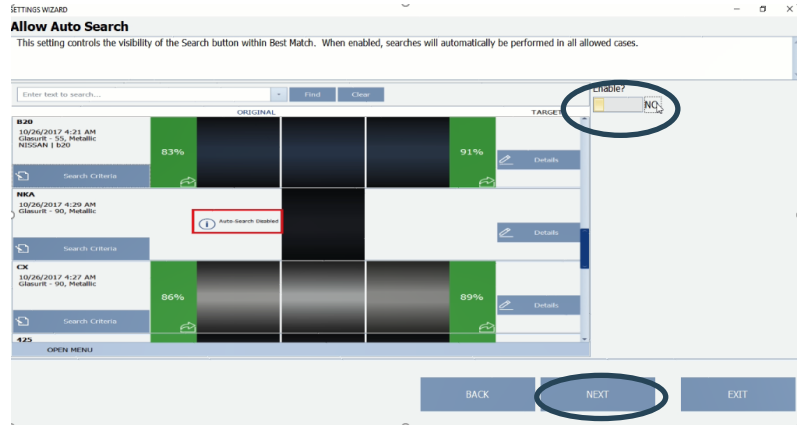 SETTINGS WIZARD
Allow Auto Search
This setting controls the visibility of the Search button within Best Match. When enabled, searches will automatically be performed in all allowed cases.
Enter text to search...
Find
Clear
Enable?
NO
ORIGINAL
TARGET
B20
10/26/2017 4:21 AM
Glasurit - 55, Metallic
NISSAN | b20
83%
91%
Details
Search Criteria
NKA
10/26/2017 4:29 AM
Glasurit - 90, Metallic
Auto-Search Disabled
Details
Search Criteria
CX
10/26/2017 4:27 AM
Glasurit - 90, Metallic
86%
89%
Details
Search Criteria
425
OPEN MENU
BACK
NEXT
EXIT